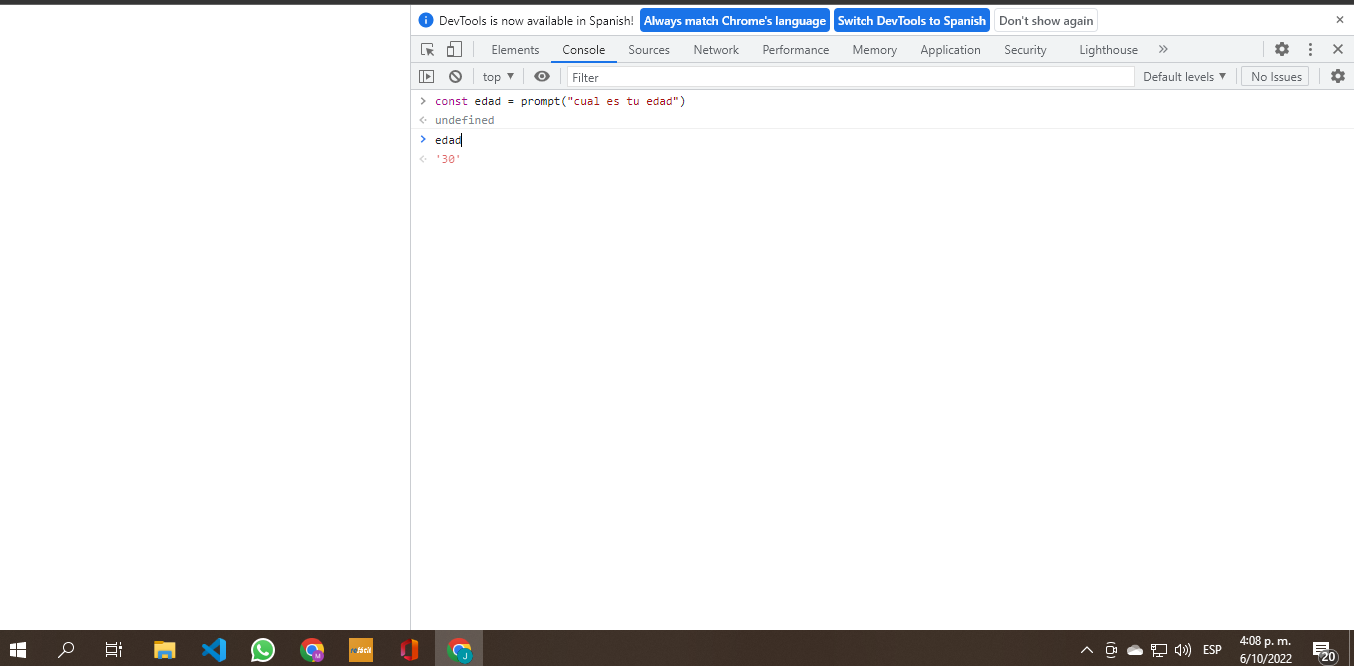 DevTools is now available in Spanish! Always match Chrome's language Switch DevTools to Spanish Don't show again
Elements Console Sources Network Performance Memory Application Security Lighthouse
top Filter Default levels No Issues
const edad = prompt("cual es tu edad")
undefined
edad
'30'
ESP
4:08 p. m.
6/10/2022
20